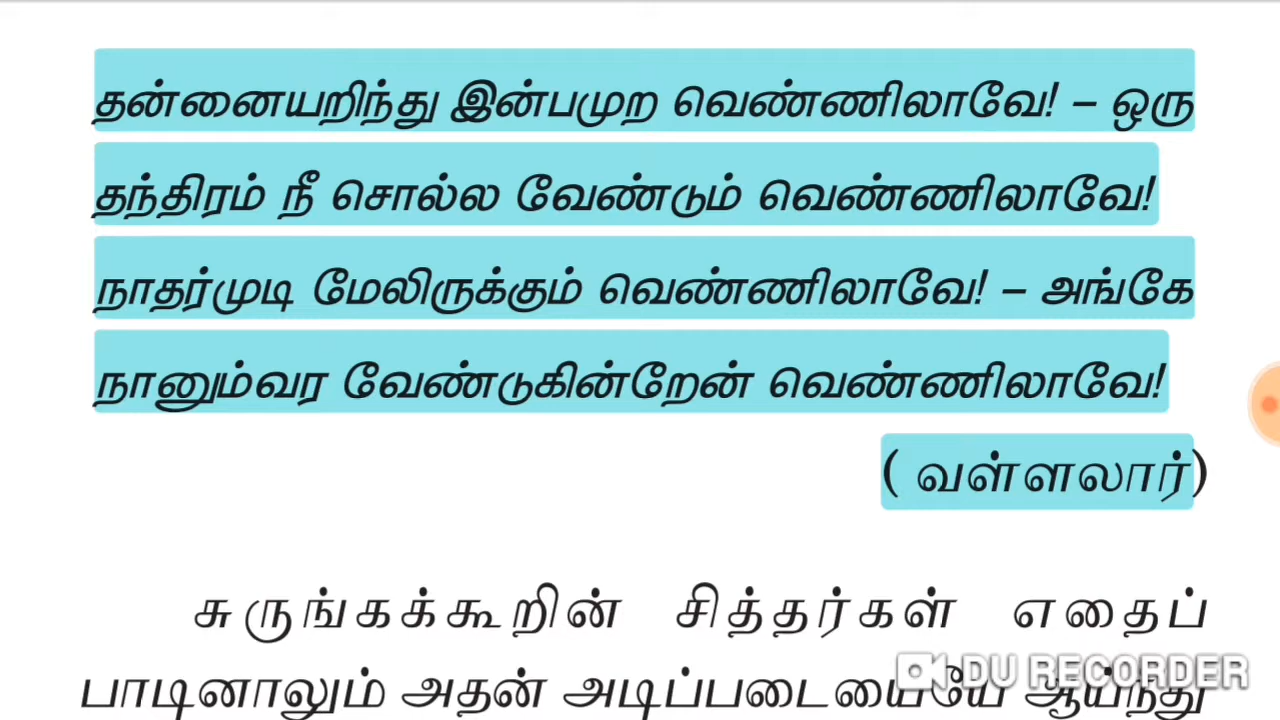 தன்னையறிந்து இன்பமுற வெண்ணிலாவே! – ஒரு
தந்திரம் நீ சொல்ல வேண்டும் வெண்ணிலாவே!
நாதர்முடி மேலிருக்கும் வெண்ணிலாவே! – அங்கே
நானும்வர வேண்டுகின்றேன் வெண்ணிலாவே!
( வள்ளலார்)
சுருங்கக்கூறின் சித்தர்கள் எதைப்
பாடினாலும் அதன் அடிப்படையையே ஆய்ந்து
DU RECORDER